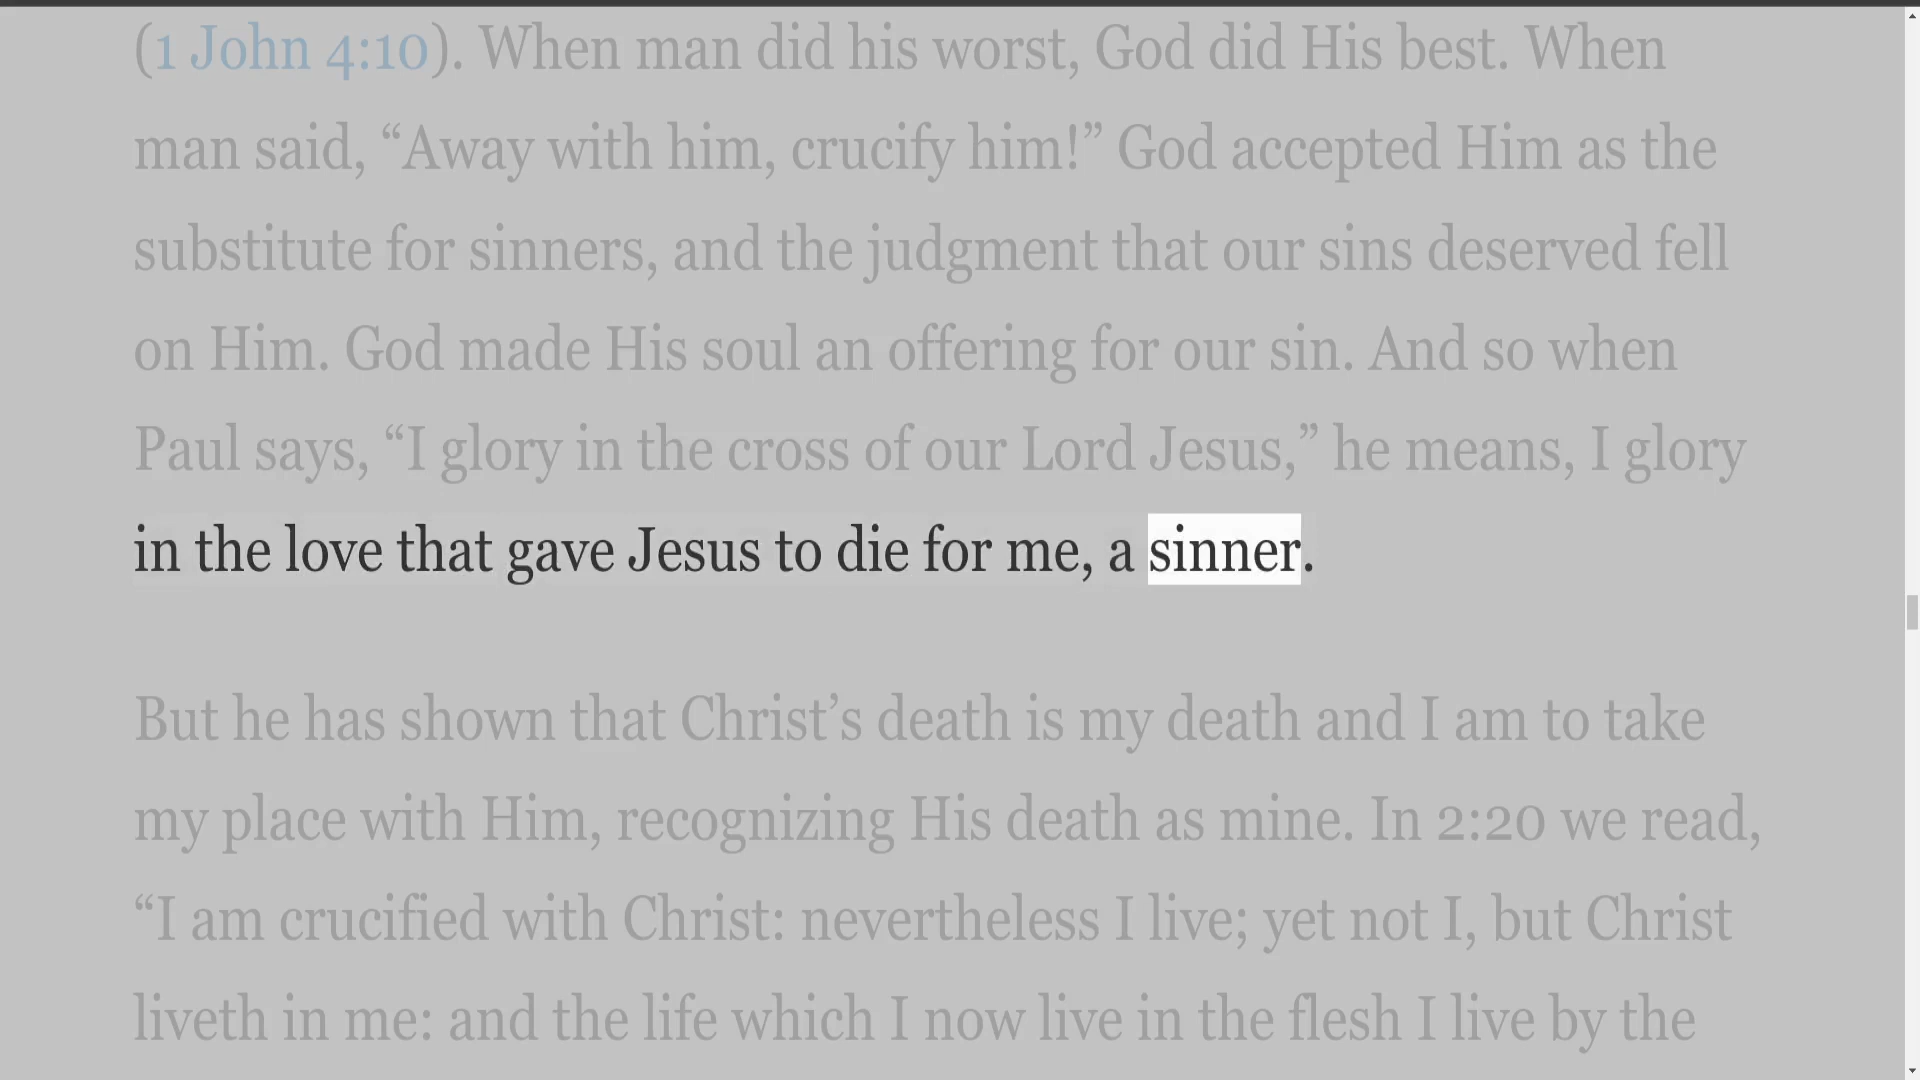 (1 John 4:10). When man did his worst, God did His best. When
man said, “Away with him, crucify him!” God accepted Him as the
substitute for sinners, and the judgment that our sins deserved fell
on Him. God made His soul an offering for our sin. And so when
Paul says, “I glory in the cross of our Lord Jesus,” he means, I glory
in the love that gave Jesus to die for me, a sinner.
But he has shown that Christ’s death is my death and I am to take
my place with Him, recognizing His death as mine. In 2:20 we read,
“I am crucified with Christ: nevertheless I live; yet not I, but Christ
liveth in me: and the life which I now live in the flesh I live by the